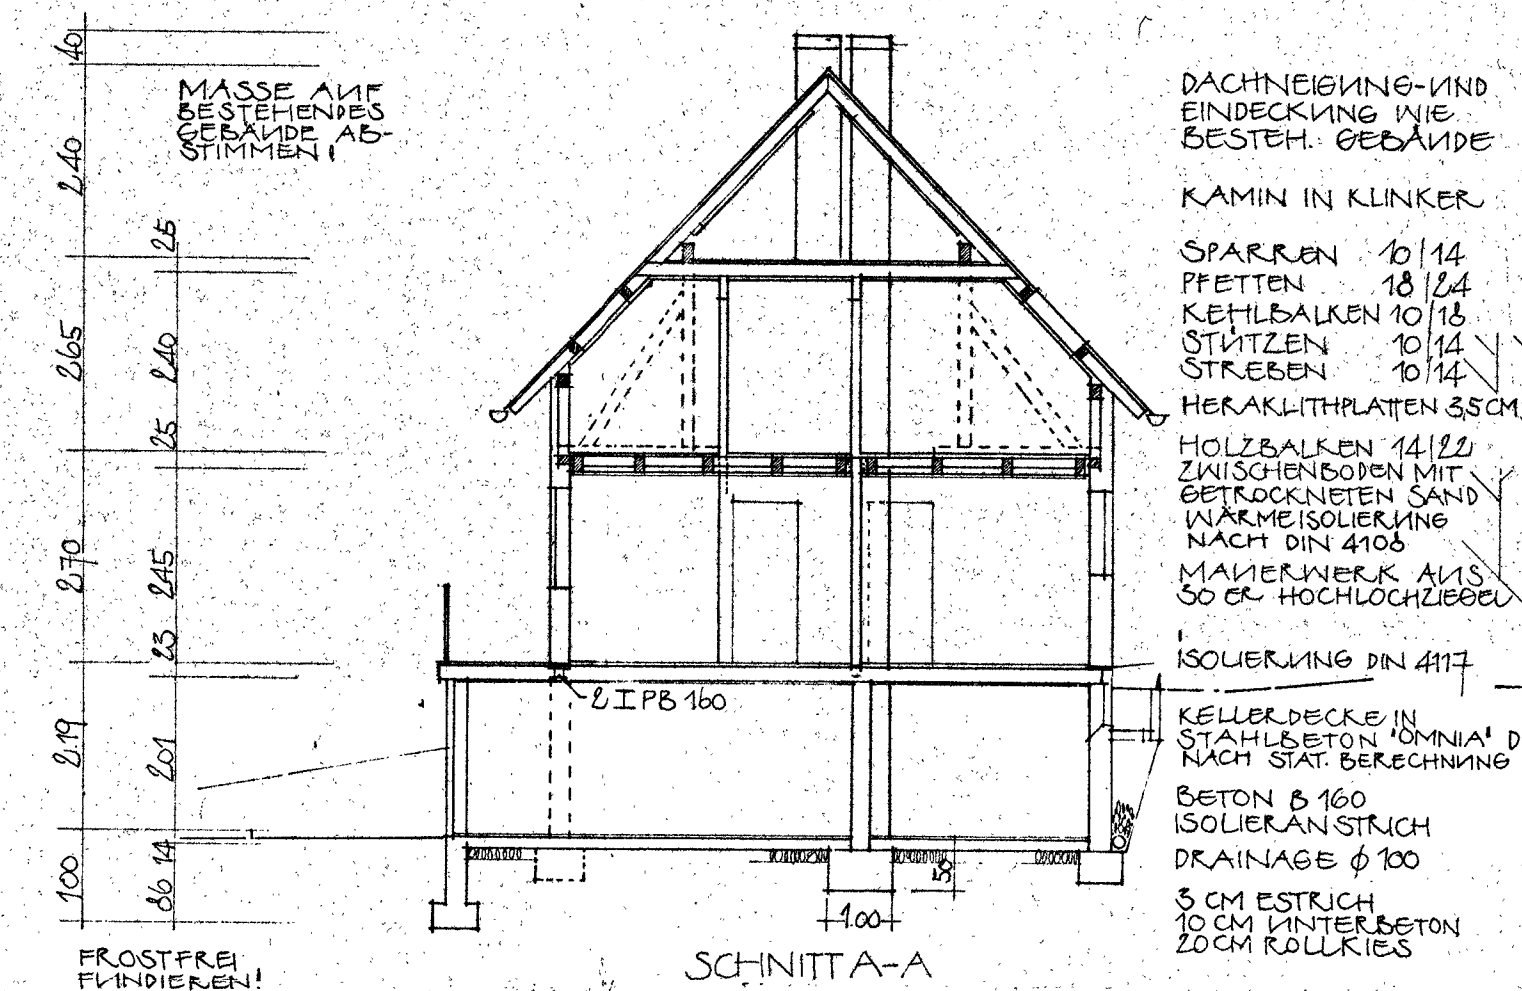 MASSE AUF
BESTEHENDES
GEBÄUDE AB-
STIMMEN!
40
240
265
270
219
100
25
240
25
245
23
201
14
86
FROSTFREI
FUNDIEREN!
2 I PB 160
50
1.00
SCHNITT A-A
DACHNEIGUNG-UND
EINDECKUNG WIE
BESTEH. GEBÄUDE
KAMIN IN KLINKER
SPARREN 10/14
PFETTEN 18/24
KEHLBALKEN 10/18
STÜTZEN 10/14
STREBEN 10/14
HERAKLITHPLATTEN 3,5 CM
HOLZBALKEN 14/22
ZWISCHENBODEN MIT
GETROCKNETEN SAND
WÄRMEISOLIERUNG
NACH DIN 4108
MAUERWERK AUS
30 ER HOCHLOCHZIEGEL
ISOLIERUNG DIN 4117
KELLERDECKE IN
STAHLBETON "OMNIA" D
NACH STAT. BERECHNUNG
BETON B 160
ISOLIERANSTRICH
DRAINAGE ϕ 100
3 CM ESTRICH
10 CM UNTERBETON
20 CM ROLLKIES